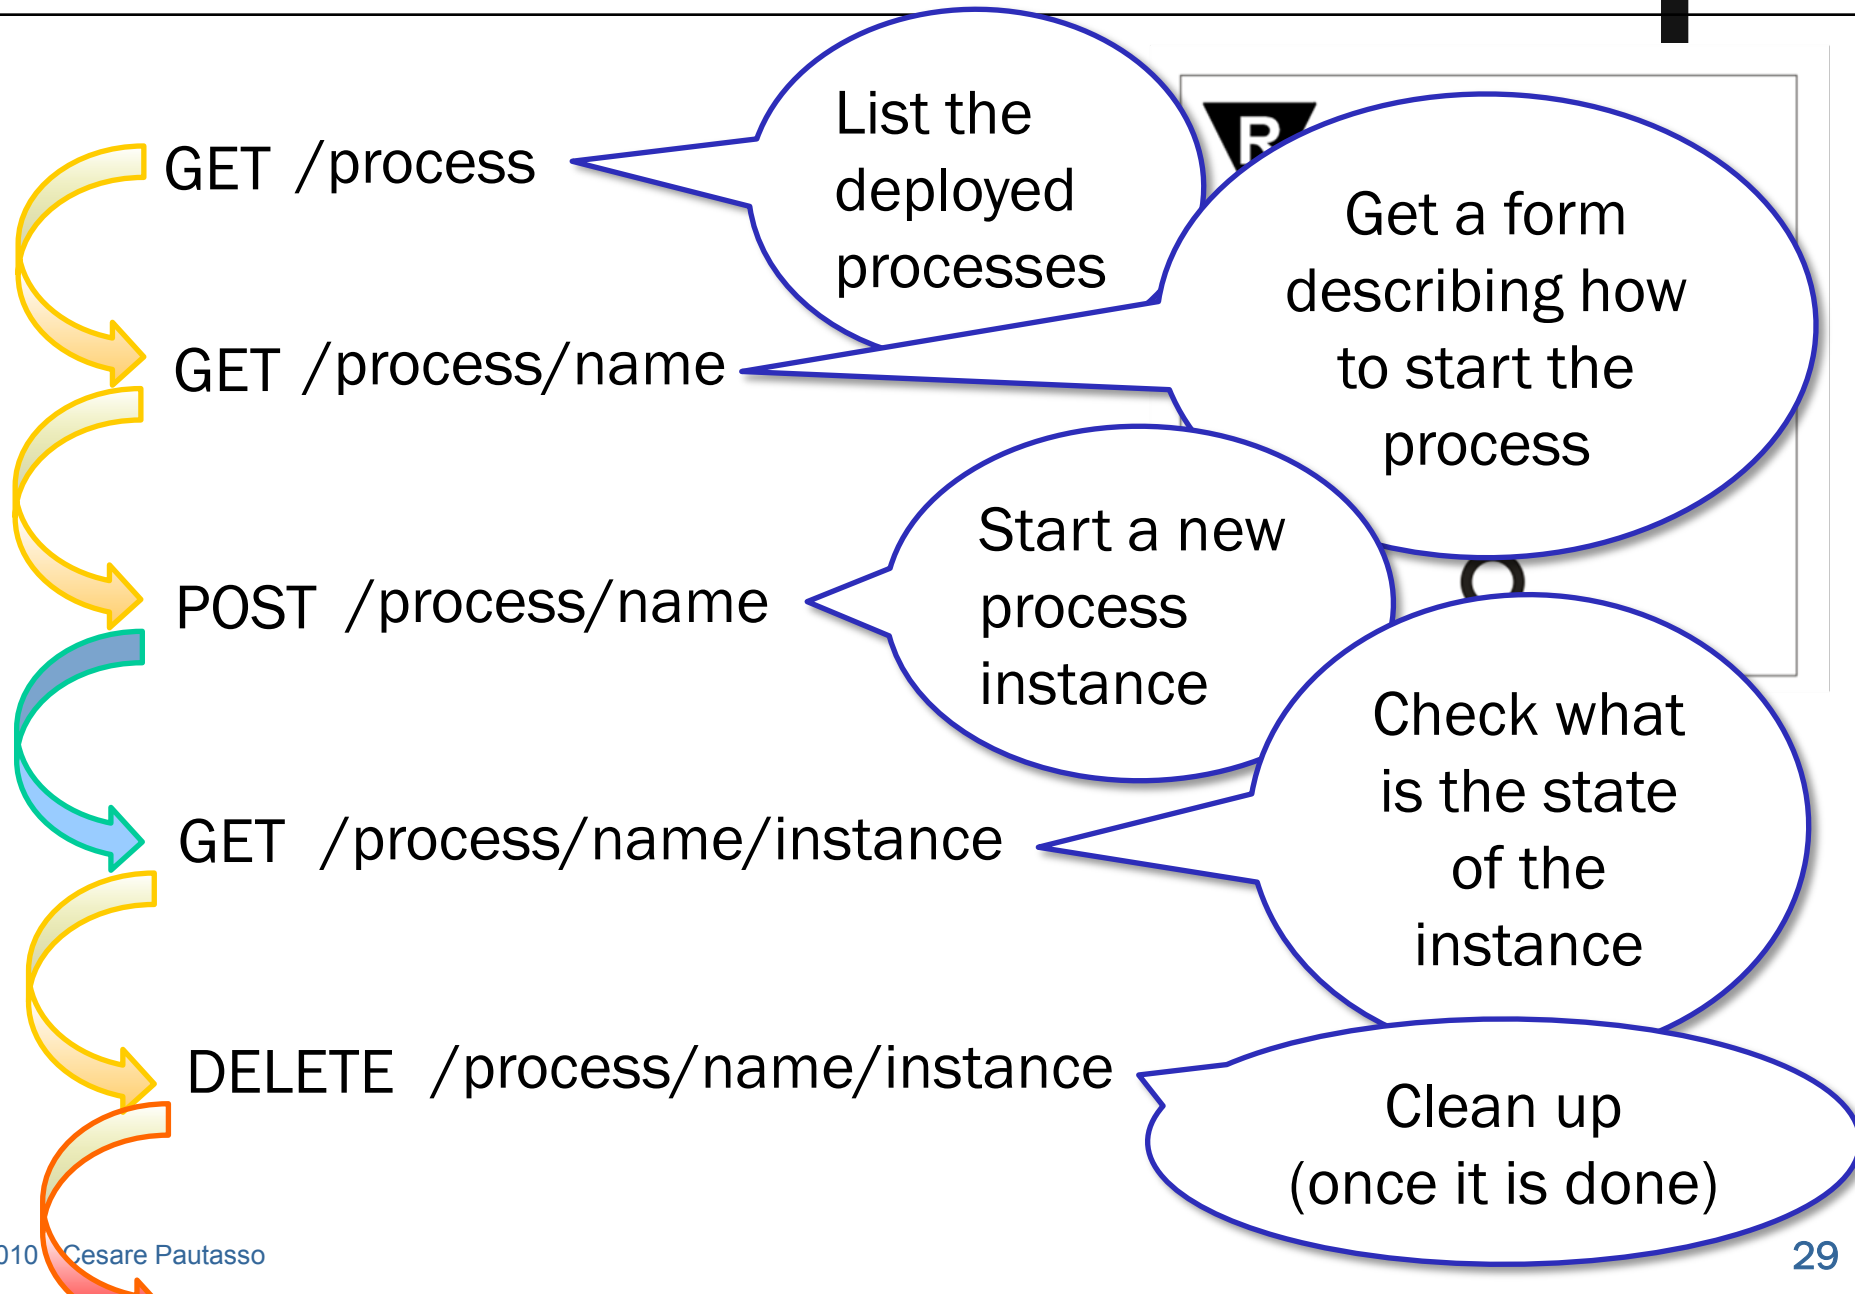 GET /process
List the
deployed
processes
R
GET /process/name
Get a form
describing how
to start the
process
POST /process/name
Start a new
process
instance
GET /process/name/instance
Check what
is the state
of the
instance
DELETE /process/name/instance
Clean up
(once it is done)
010 Cesare Pautasso
29